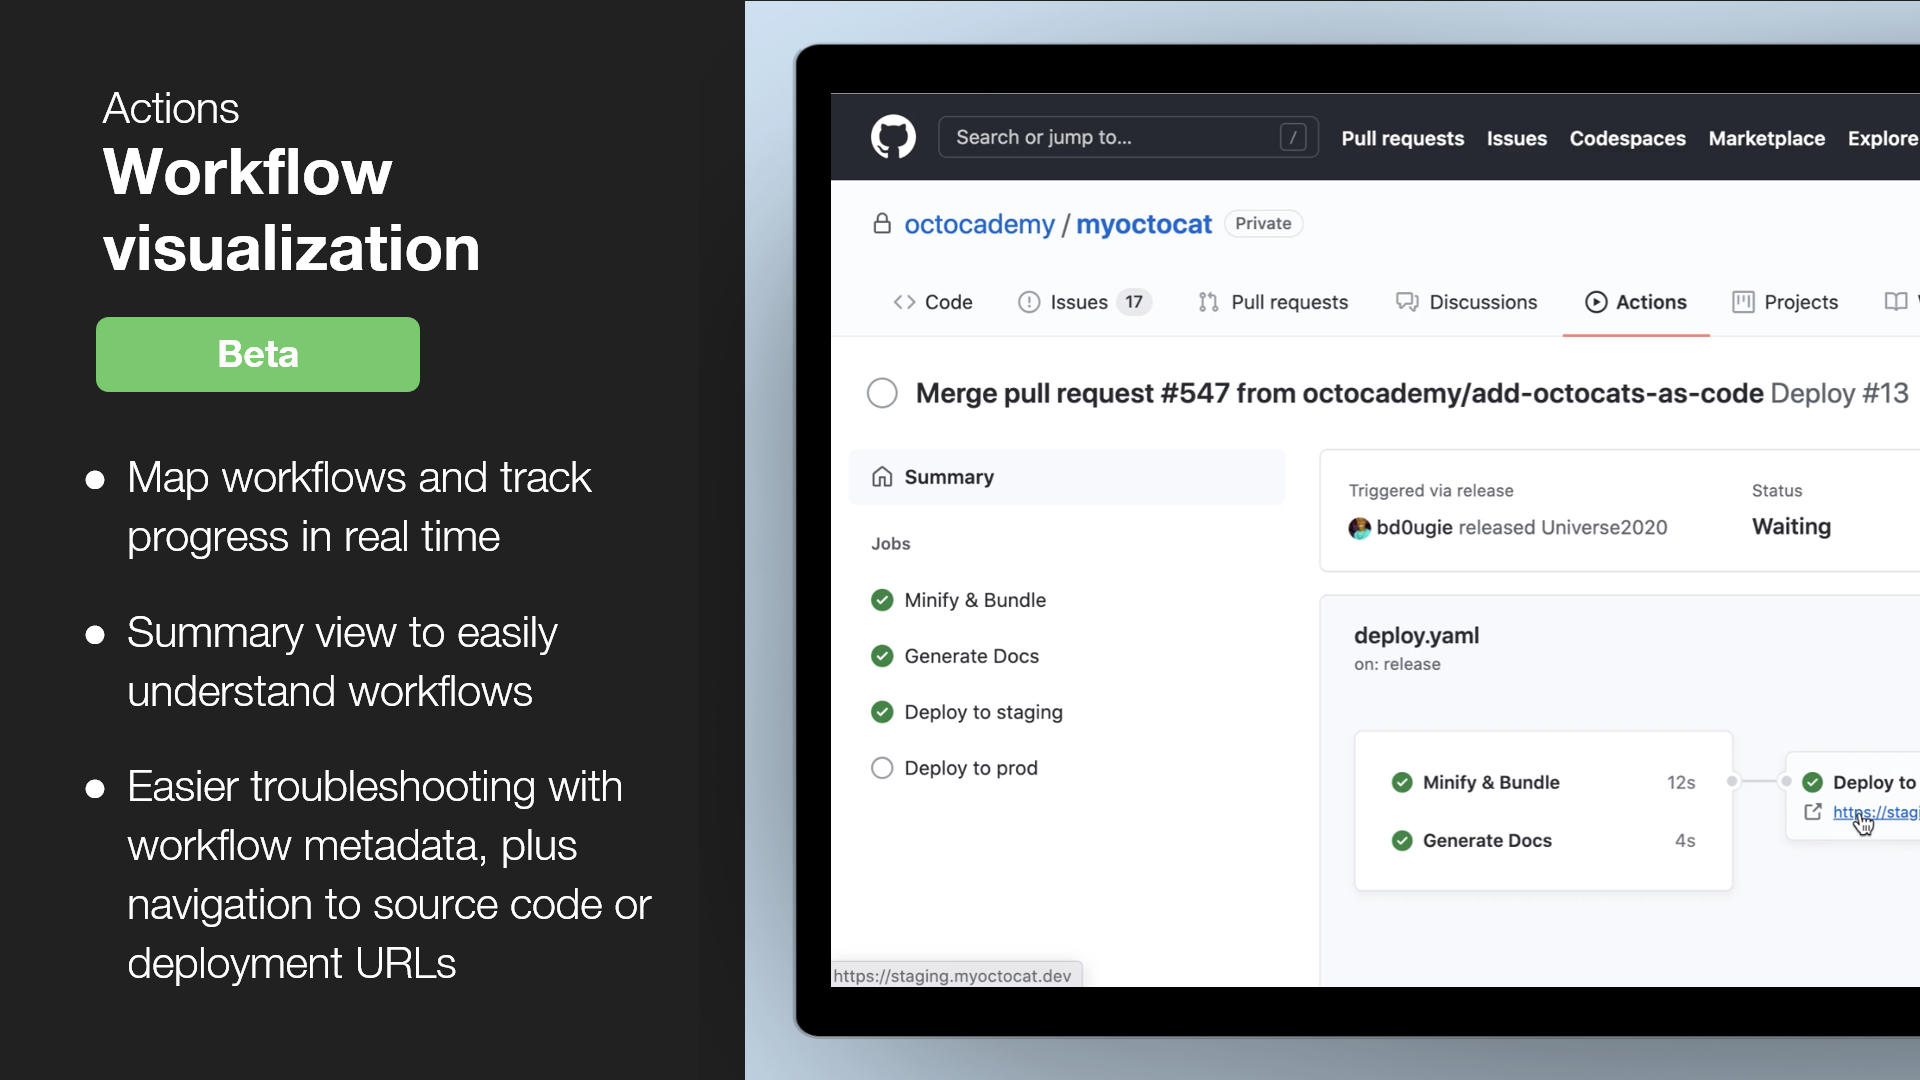 Actions
Workflow
visualization
Beta
● Map workflows and track
progress in real time
● Summary view to easily
understand workflows
● Easier troubleshooting with
workflow metadata, plus
navigation to source code or
deployment URLs
Search or jump to... /
Pull requests Issues Codespaces Marketplace Explore
octocademy / myoctocat Private
Code Issues 17 Pull requests Discussions Actions Projects
Merge pull request #547 from octocademy/add-octocats-as-code Deploy #13
Summary
Jobs
Minify & Bundle
Generate Docs
Deploy to staging
Deploy to prod
Triggered via release Status
bd0ugie released Universe2020 Waiting
deploy.yaml
on: release
Minify & Bundle 12s
Generate Docs 4s
Deploy to
https://stagi
https://staging.myoctocat.dev